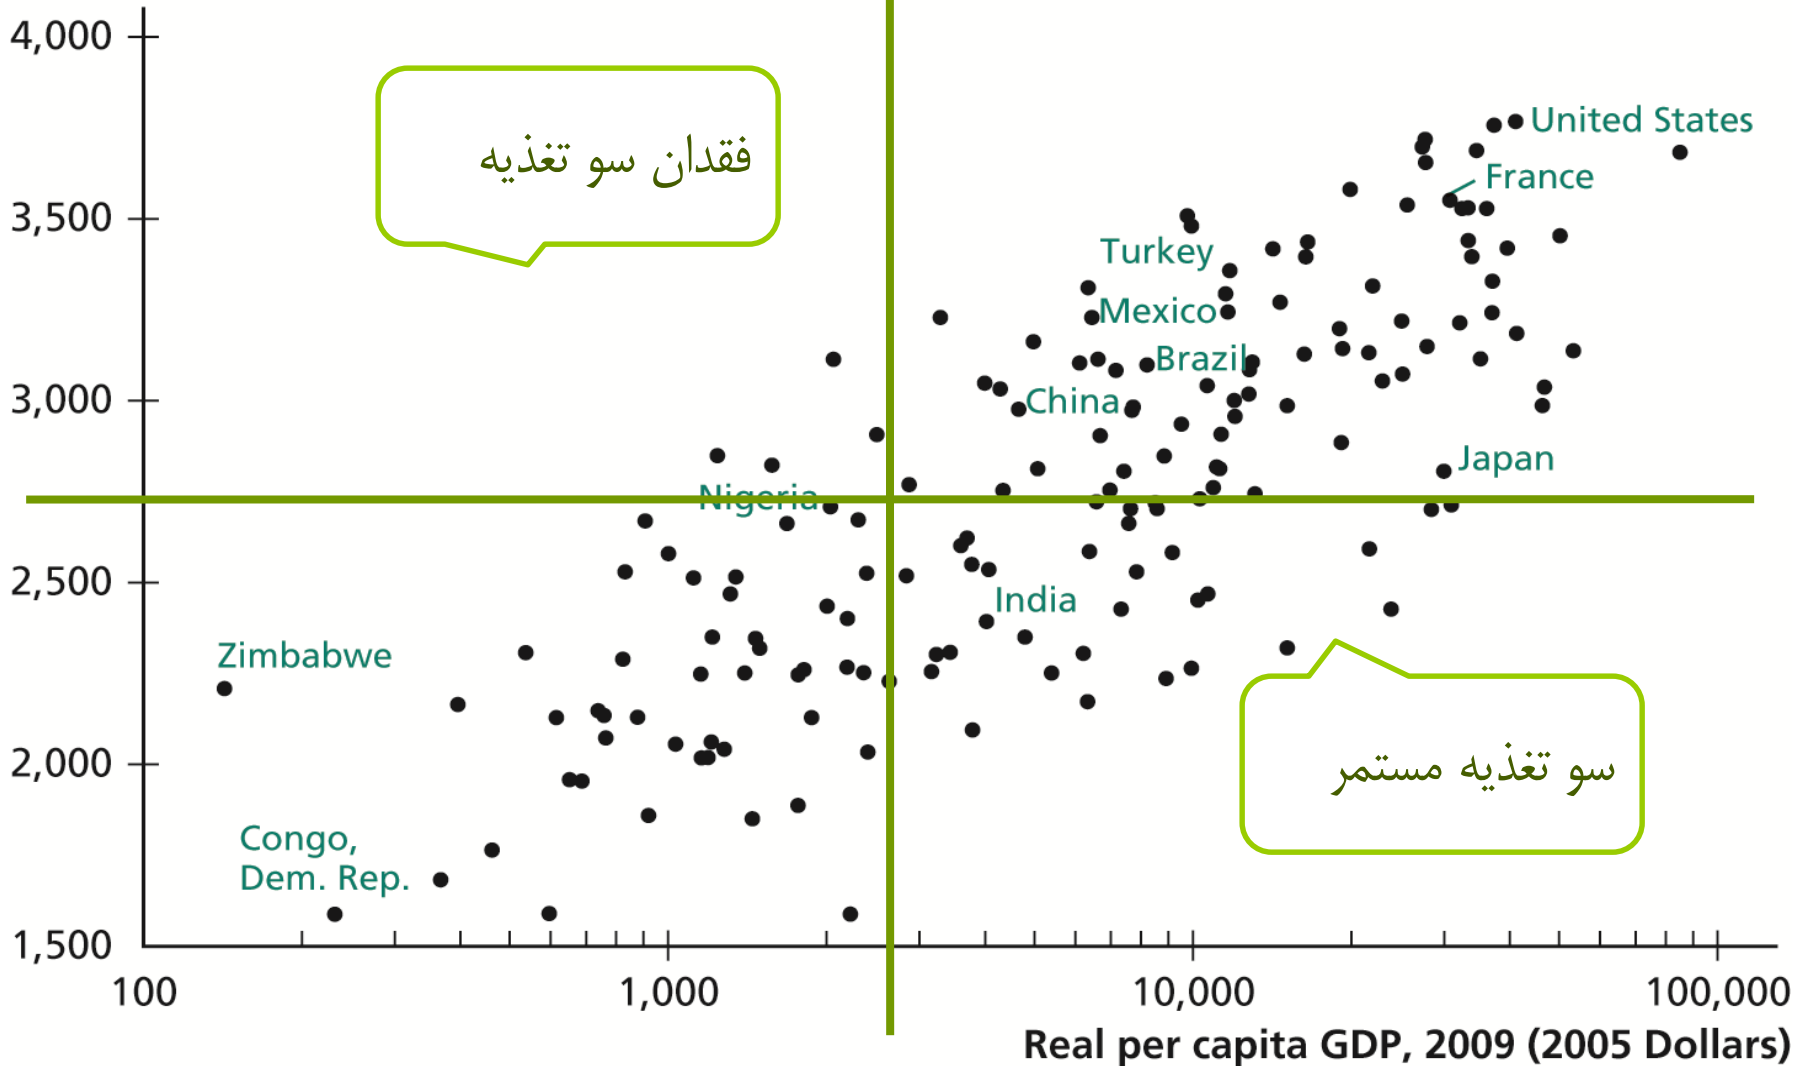 4,000
فقدان سو تغذیه
United States
France
3,500
Turkey
Mexico
Brazil
3,000
China
Japan
Nigeria
2,500
India
Zimbabwe
2,000
سو تغذیه مستمر
Congo,
Dem. Rep.
1,500
100 1,000 10,000 100,000
Real per capita GDP, 2009 (2005 Dollars)